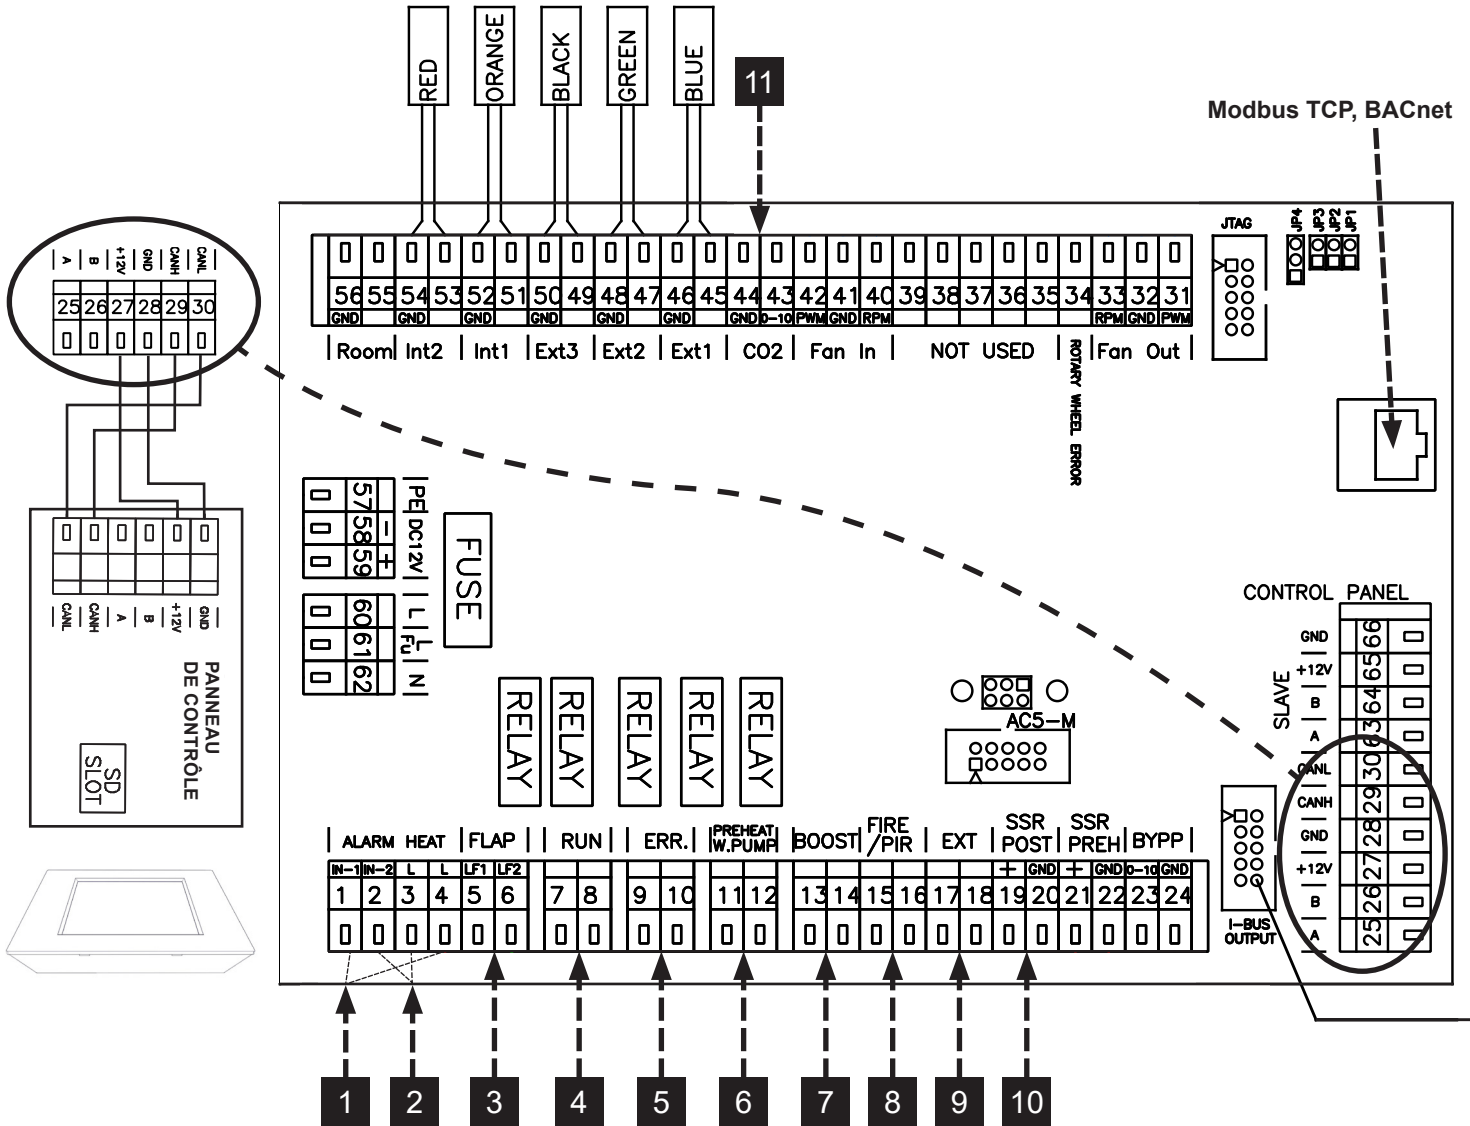 RED
ORANGE
BLACK
GREEN
BLUE
11
Modbus TCP, BACnet
A B +12V GND CANH CANL
25 26 27 28 29 30
JTAG
JP4 JP3 JP2 JP1
56 55 54 53 52 51 50 49 48 47 46 45 44 43 42 41 40 39 38 37 36 35 34 33 32 31
GND GND GND GND GND GND GND 0-10 PWM GND RPM RPM GND PWM
Room Int2 Int1 Ext3 Ext2 Ext1 CO2 Fan In NOT USED ROTARY WHEEL ERROR Fan Out
57 58 59
- +
PE DC12V
60 61 62
L L Fu N
FUSE
CANL CANH A B +12V GND
PANNEAU
DE CONTRÔLE
SD
SLOT
RELAY
RELAY
RELAY
RELAY
RELAY
AC5-M
CONTROL PANEL
SLAVE
GND 66
+12V 65
B 64
A 63
CANL 30
CANH 29
GND 28
+12V 27
B 26
A 25
I-BUS
OUTPUT
ALARM HEAT FLAP RUN ERR. PREHEAT W.PUMP BOOST FIRE /PIR EXT SSR POST SSR PREH BYPP
IN-1 IN-2 L L LF1 LF2 + GND + GND 0-10 GND
1 2 3 4 5 6 7 8 9 10 11 12 13 14 15 16 17 18 19 20 21 22 23 24
1 2 3 4 5 6 7 8 9 10